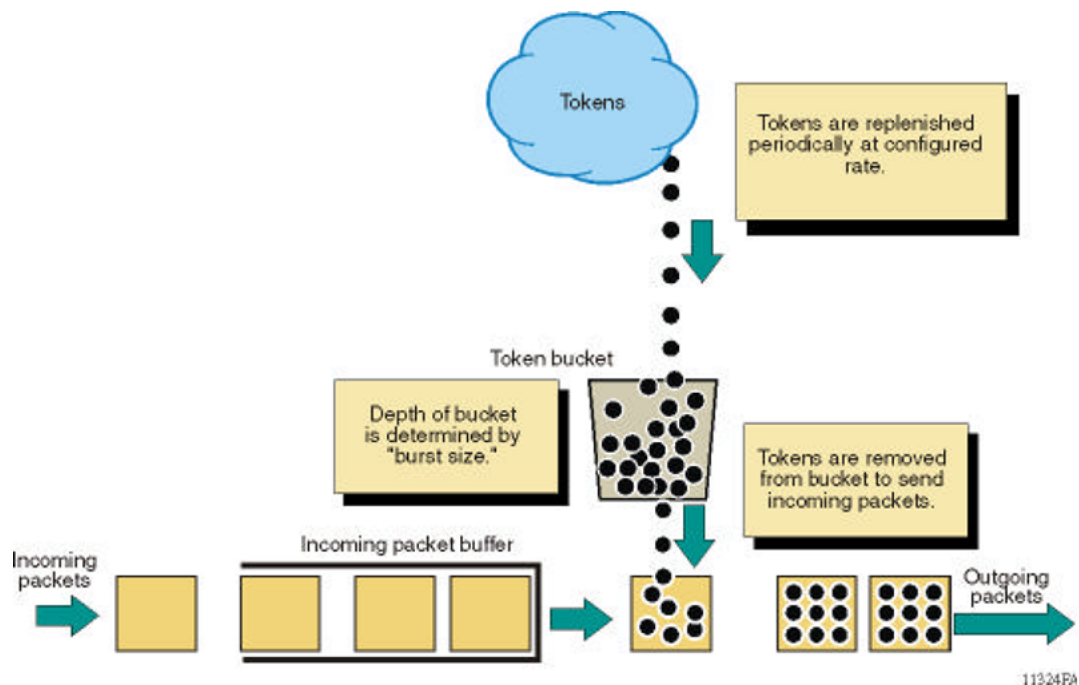 Tokens
Tokens are replenished
periodically at configured
rate.
Token bucket
Depth of bucket
is determined by
"burst size."
Tokens are removed
from bucket to send
incoming packets.
Incoming packet buffer
Incoming
packets
Outgoing
packets
11324FA